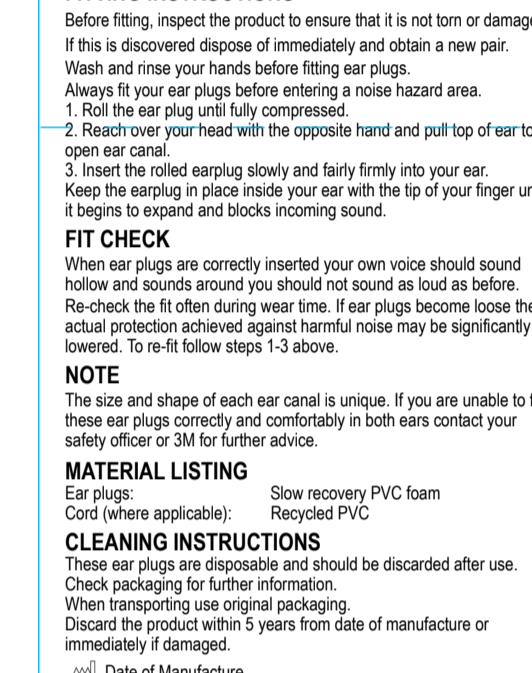 Before fitting, inspect the product to ensure that it is not torn or
If this is discovered dispose of immediately and obtain a new pair.
Wash and rinse your hands before fitting ear plugs.
Always fit your ear plugs before entering a noise hazard area.
1. Roll the ear plug until fully compressed.
2. Reach over your head with the opposite hand and pull top of ear to
open ear canal.
3. Insert the rolled earplug slowly and fairly firmly into your ear.
Keep the earplug in place inside your ear with the tip of your finger
it begins to expand and blocks incoming sound.
FIT CHECK
When ear plugs are correctly inserted your own voice should sound
hollow and sounds around you should not sound as loud as before.
Re-check the fit often during wear time. If ear plugs become loose
actual protection achieved against harmful noise may be significantly
lowered. To re-fit follow steps 1-3 above.
NOTE
The size and shape of each ear canal is unique. If you are unable to
these ear plugs correctly and comfortably in both ears contact your
safety officer or 3M for further advice.
MATERIAL LISTING
Ear plugs: Slow recovery PVC foam
Cord (where applicable): Recycled PVC
CLEANING INSTRUCTIONS
These ear plugs are disposable and should be discarded after use.
Check packaging for further information.
When transporting use original packaging.
Discard the product within 5 years from date of manufacture or
immediately if damaged.
Date of Manufacture